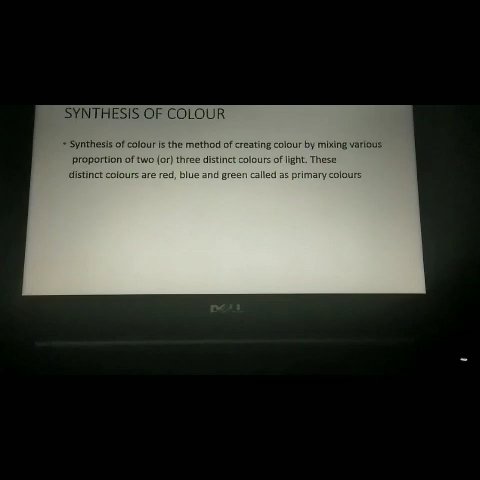 SYNTHESIS OF COLOUR
• Synthesis of colour is the method of creating colour by mixing various
proportion of two (or) three distinct colours of light. These
distinct colours are red, blue and green called as primary colours
DELL